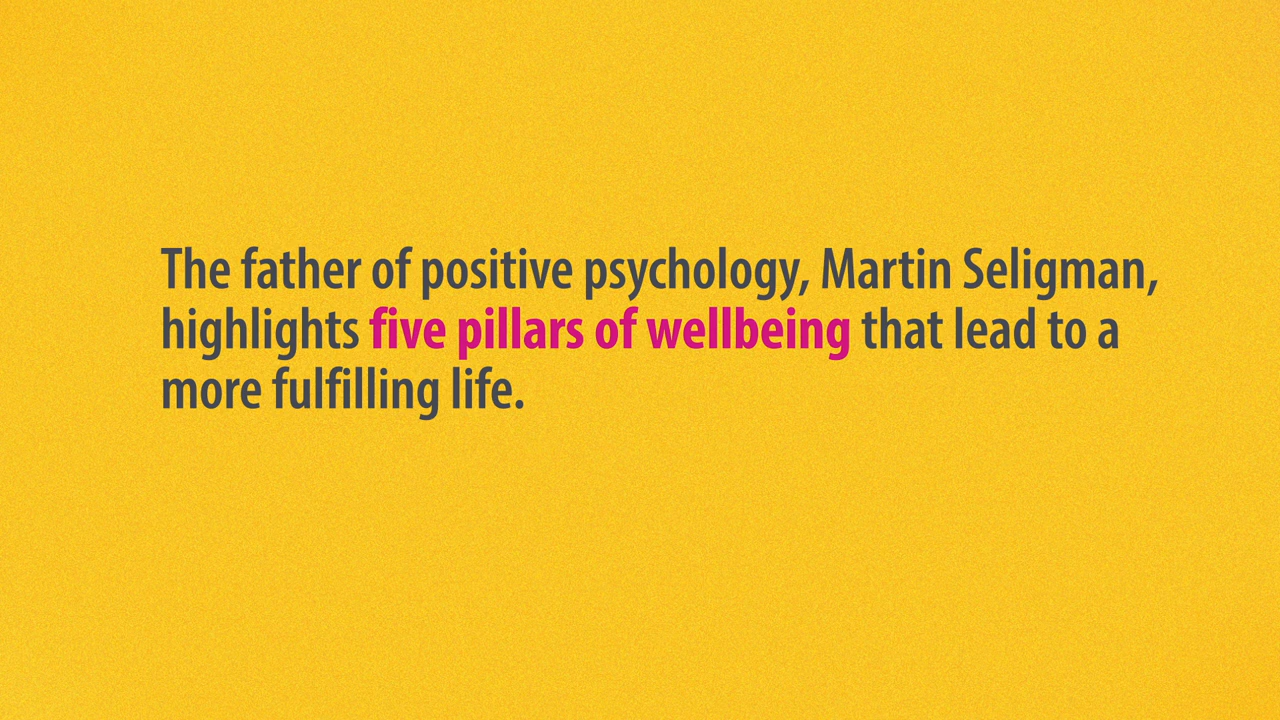 The father of positive psychology, Martin Seligman,
highlights five pillars of wellbeing that lead to a
more fulfilling life.